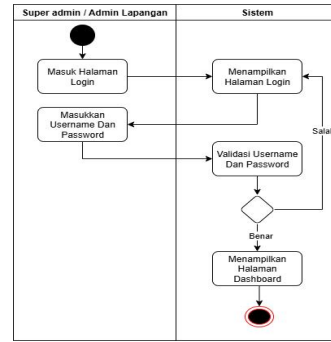 Super admin / Admin Lapangan
Sistem
Masuk Halaman
Login
Menampilkan
Halaman Login
Masukkan
Username Dan
Password
Salah
Validasi Username
Dan Password
Benar
Menampilkan
Halaman
Dashboard